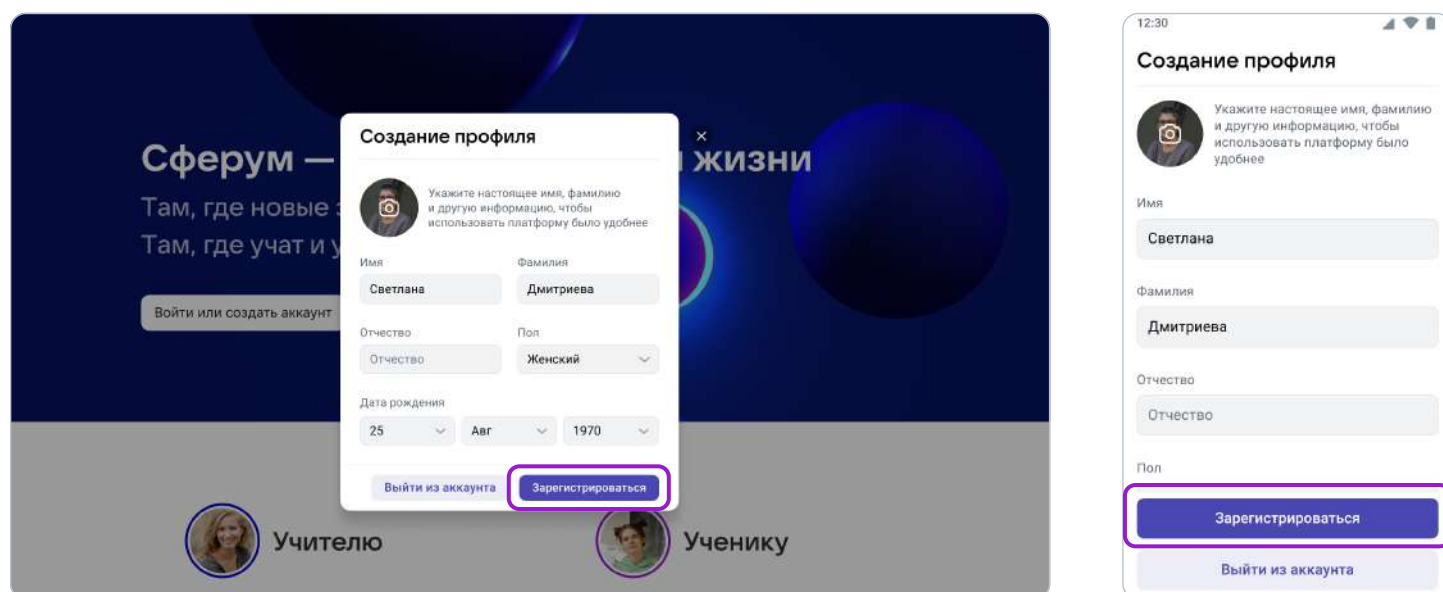 Сферум —
жизни
Там, где новые
Там, где учат и у
Войти или создать аккаунт
Создание профиля
Укажите настоящее имя, фамилию
и другую информацию, чтобы
использовать платформу было удобнее
Имя
Фамилия
Светлана
Дмитриева
Отчество
Пол
Отчество
Женский
Дата рождения
25
Авг
1970
Выйти из аккаунта
Зарегистрироваться
Учителю
Ученику
12:30
Создание профиля
Укажите настоящее имя, фамилию
и другую информацию, чтобы
использовать платформу было
удобнее
Имя
Светлана
Фамилия
Дмитриева
Отчество
Отчество
Пол
Зарегистрироваться
Выйти из аккаунта